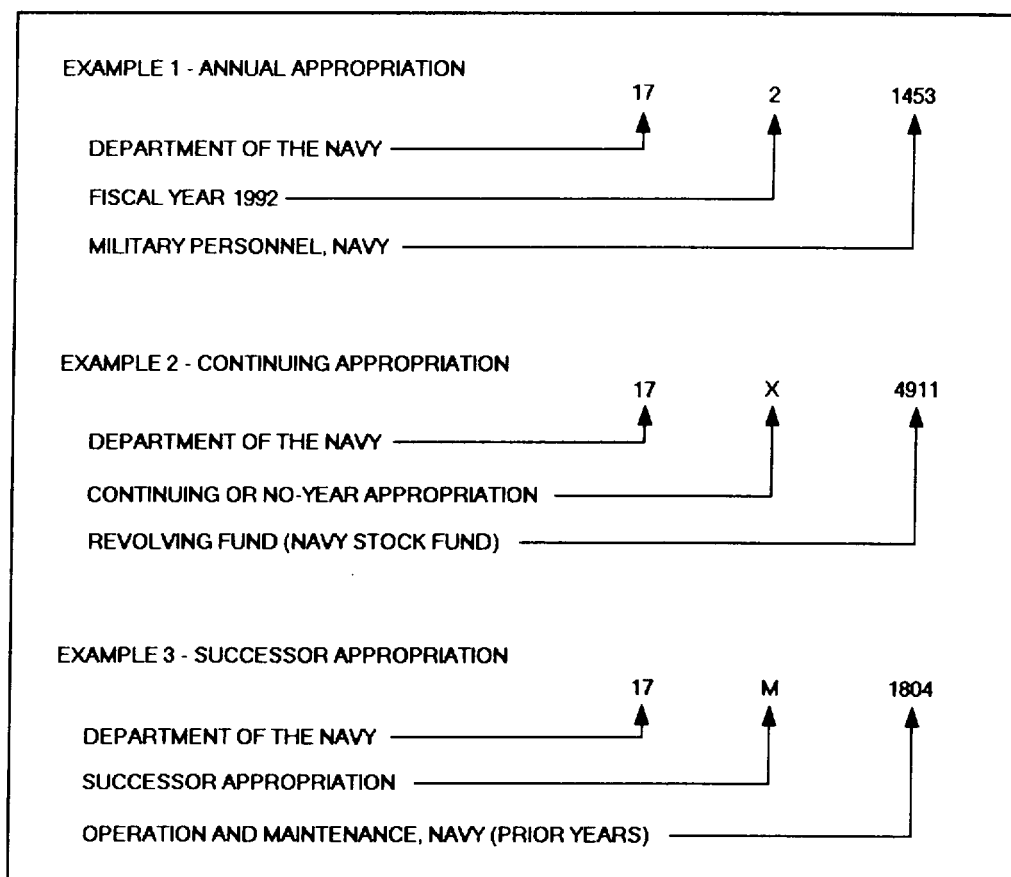 EXAMPLE 1 - ANNUAL APPROPRIATION
17 2 1453
DEPARTMENT OF THE NAVY
FISCAL YEAR 1992
MILITARY PERSONNEL, NAVY
EXAMPLE 2 - CONTINUING APPROPRIATION
17 X 4911
DEPARTMENT OF THE NAVY
CONTINUING OR NO-YEAR APPROPRIATION
REVOLVING FUND (NAVY STOCK FUND)
EXAMPLE 3 - SUCCESSOR APPROPRIATION
17 M 1804
DEPARTMENT OF THE NAVY
SUCCESSOR APPROPRIATION
OPERATION AND MAINTENANCE, NAVY (PRIOR YEARS)